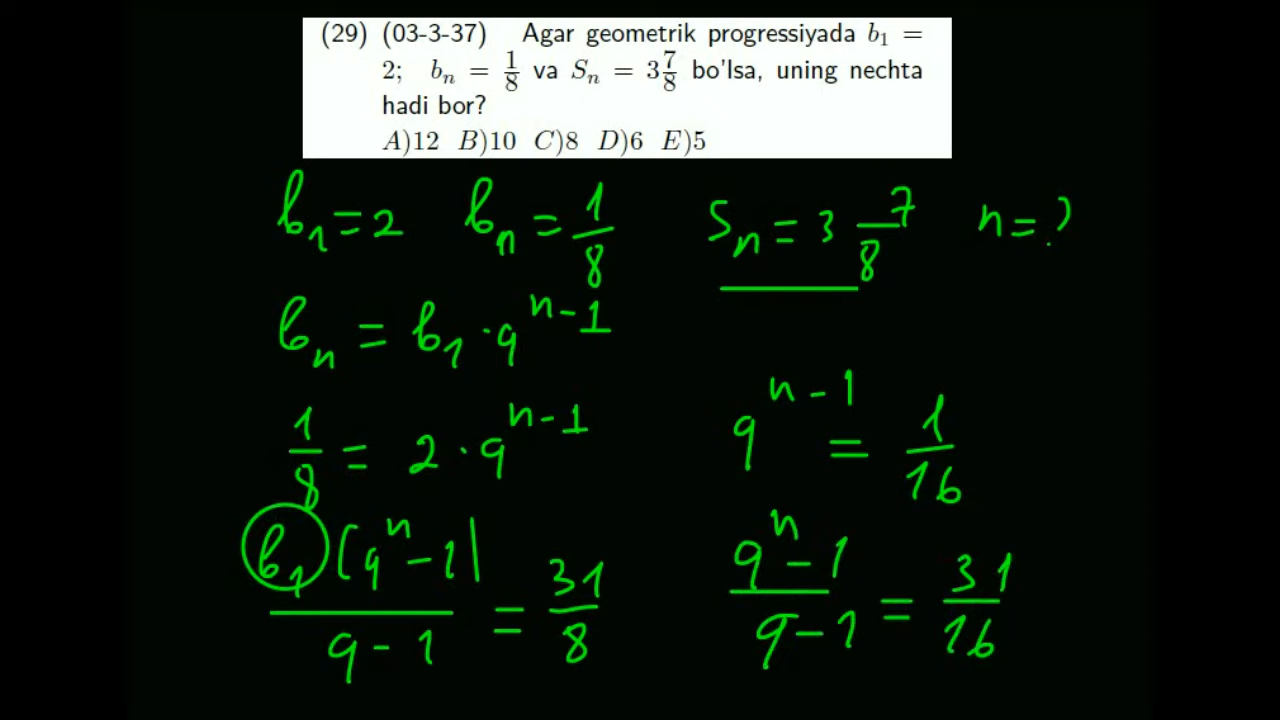 (29) (03-3-37) Agar geometrik progressiyada b₁ =
2; bₙ = 1/8 va Sₙ = 3 7/8 bo'lsa, uning nechta
hadi bor?
A)12 B)10 C)8 D)6 E)5
b₁ = 2 bₙ = 1/8 Sₙ = 3 7/8 n = ?
bₙ = b₁ · qⁿ⁻¹
1/8 = 2 · qⁿ⁻¹ qⁿ⁻¹ = 1/16
b₁(qⁿ - 1)/(q - 1) = 31/8 (qⁿ - 1)/(q - 1) = 31/16